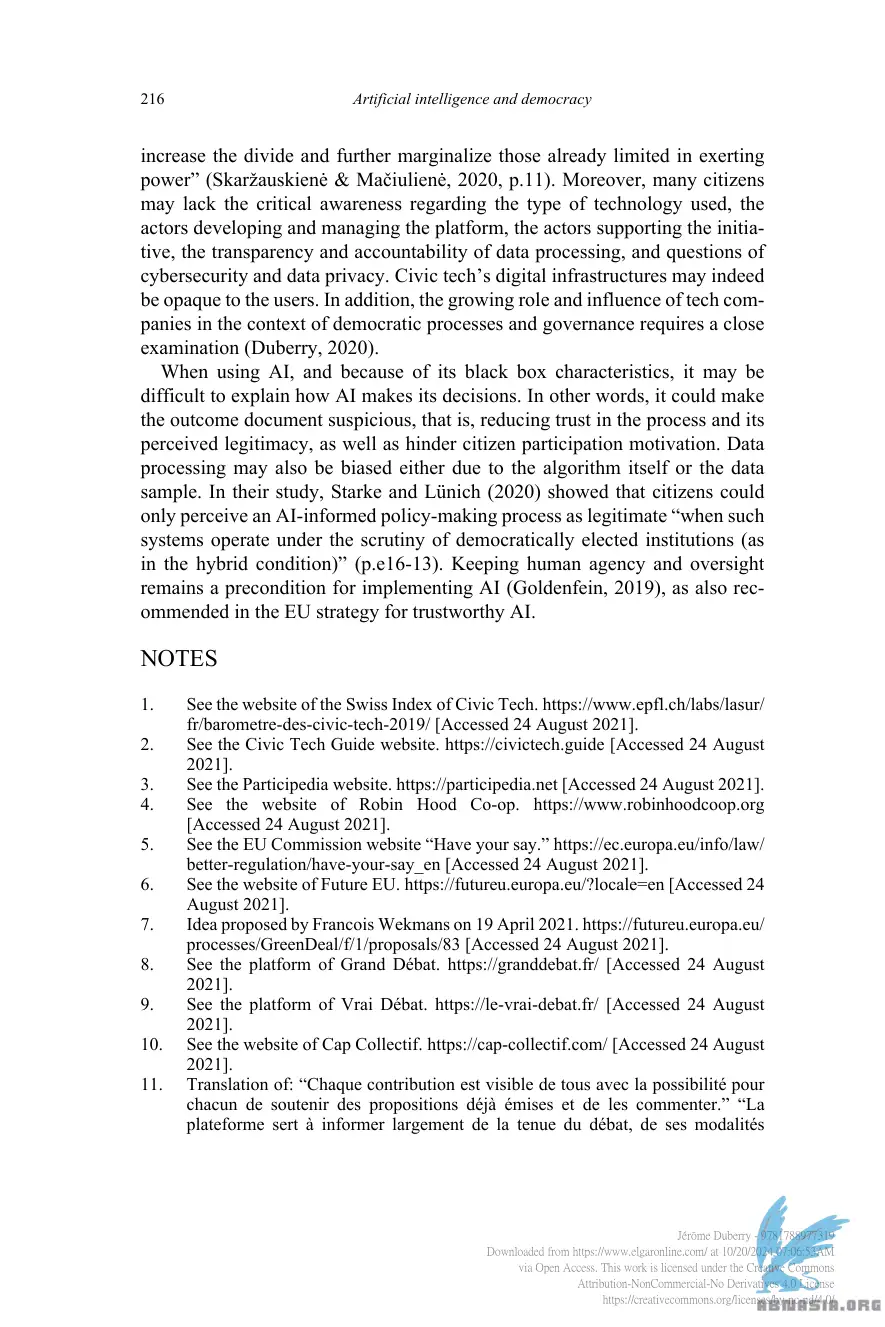 216
Artificial intelligence and democracy
increase the divide and further marginalize those already limited in exerting
power” (Skaržauskienė & Mačiulienė, 2020, p.11). Moreover, many citizens
may lack the critical awareness regarding the type of technology used, the
actors developing and managing the platform, the actors supporting the initia-
tive, the transparency and accountability of data processing, and questions of
cybersecurity and data privacy. Civic tech’s digital infrastructures may indeed
be opaque to the users. In addition, the growing role and influence of tech com-
panies in the context of democratic processes and governance requires a close
examination (Duberry, 2020).
When using AI, and because of its black box characteristics, it may be
difficult to explain how AI makes its decisions. In other words, it could make
the outcome document suspicious, that is, reducing trust in the process and its
perceived legitimacy, as well as hinder citizen participation motivation. Data
processing may also be biased either due to the algorithm itself or the data
sample. In their study, Starke and Lünich (2020) showed that citizens could
only perceive an AI-informed policy-making process as legitimate “when such
systems operate under the scrutiny of democratically elected institutions (as
in the hybrid condition)” (p.e16-13). Keeping human agency and oversight
remains a precondition for implementing AI (Goldenfein, 2019), as also rec-
ommended in the EU strategy for trustworthy AI.
NOTES
1. See the website of the Swiss Index of Civic Tech. https://www.epfl.ch/labs/lasur/
fr/barometre-des-civic-tech-2019/ [Accessed 24 August 2021].
2. See the Civic Tech Guide website. https://civictech.guide [Accessed 24 August
2021].
3. See the Participedia website. https://participedia.net [Accessed 24 August 2021].
4. See the website of Robin Hood Co-op. https://www.robinhoodcoop.org
[Accessed 24 August 2021].
5. See the EU Commission website “Have your say.” https://ec.europa.eu/info/law/
better-regulation/have-your-say_en [Accessed 24 August 2021].
6. See the website of Future EU. https://futureu.europa.eu/?locale=en [Accessed 24
August 2021].
7. Idea proposed by Francois Wekmans on 19 April 2021. https://futureu.europa.eu/
processes/GreenDeal/f/1/proposals/83 [Accessed 24 August 2021].
8. See the platform of Grand Débat. https://granddebat.fr/ [Accessed 24 August
2021].
9. See the platform of Vrai Débat. https://le-vrai-debat.fr/ [Accessed 24 August
2021].
10. See the website of Cap Collectif. https://cap-collectif.com/ [Accessed 24 August
2021].
11. Translation of: “Chaque contribution est visible de tous avec la possibilité pour
chacun de soutenir des propositions déjà émises et de les commenter.” “La
plateforme sert à informer largement de la tenue du débat, de ses modalités
Jérôme Duberry - 9781788977319
Downloaded from https://www.elgaronline.com/ at 10/20/2024 07:06:53AM
via Open Access. This work is licensed under the Creative Commons
Attribution-NonCommercial-No Derivatives 4.0 License
https://creativecommons.org/licenses/by-nc-nd/4.0/
ABTWASIA.ORG